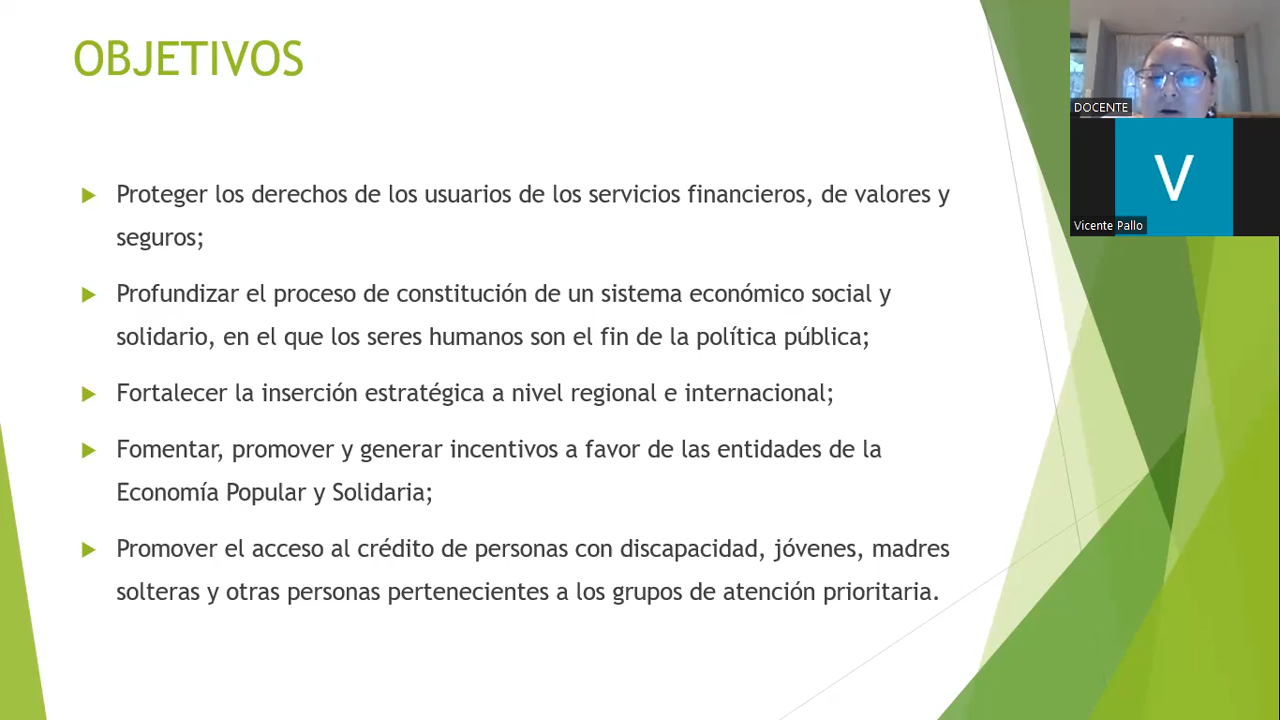 OBJETIVOS
Proteger los derechos de los usuarios de los servicios financieros, de valores y
seguros;
Profundizar el proceso de constitución de un sistema económico social y
solidario, en el que los seres humanos son el fin de la política pública;
Fortalecer la inserción estratégica a nivel regional e internacional;
Fomentar, promover y generar incentivos a favor de las entidades de la
Economía Popular y Solidaria;
Promover el acceso al crédito de personas con discapacidad, jóvenes, madres
solteras y otras personas pertenecientes a los grupos de atención prioritaria.
DOCENTE
V
Vicente Pallo